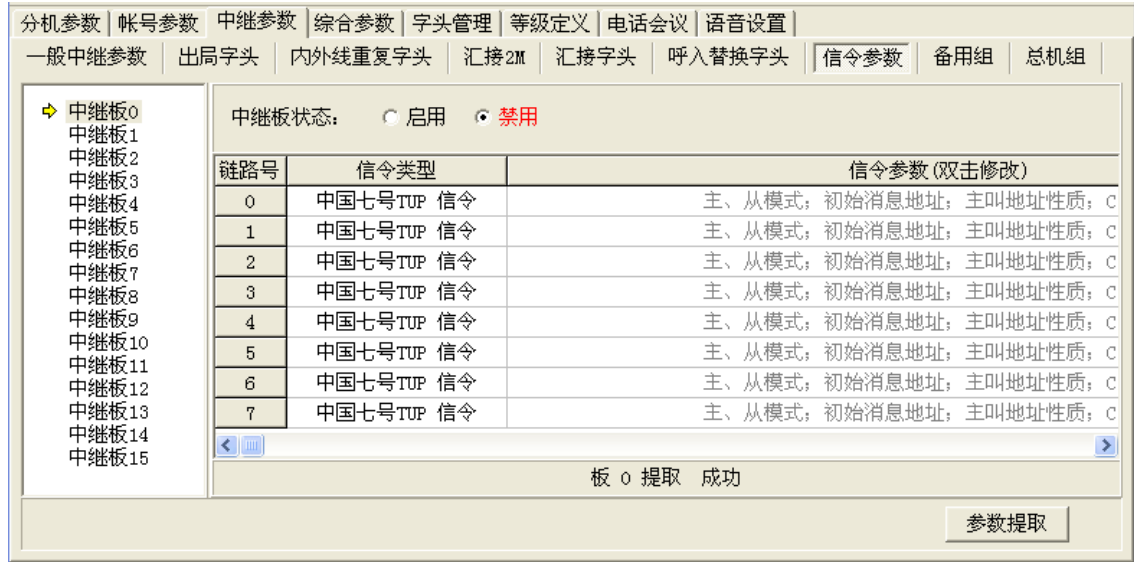 分机参数 帐号参数 中继参数 综合参数 字头管理 等级定义 电话会议 语音设置
一般中继参数 出局字头 内外线重复字头 汇接2M 汇接字头 呼入替换字头 信令参数 备用组 总机组
中继板0
中继板1
中继板2
中继板3
中继板4
中继板5
中继板6
中继板7
中继板8
中继板9
中继板10
中继板11
中继板12
中继板13
中继板14
中继板15
中继板状态： 启用 禁用
链路号 信令类型 信令参数(双击修改)
0 中国七号TUP 信令 主、从模式；初始消息地址；主叫地址性质；C
1 中国七号TUP 信令 主、从模式；初始消息地址；主叫地址性质；C
2 中国七号TUP 信令 主、从模式；初始消息地址；主叫地址性质；C
3 中国七号TUP 信令 主、从模式；初始消息地址；主叫地址性质；C
4 中国七号TUP 信令 主、从模式；初始消息地址；主叫地址性质；C
5 中国七号TUP 信令 主、从模式；初始消息地址；主叫地址性质；C
6 中国七号TUP 信令 主、从模式；初始消息地址；主叫地址性质；C
7 中国七号TUP 信令 主、从模式；初始消息地址；主叫地址性质；C
板 0 提取 成功
参数提取